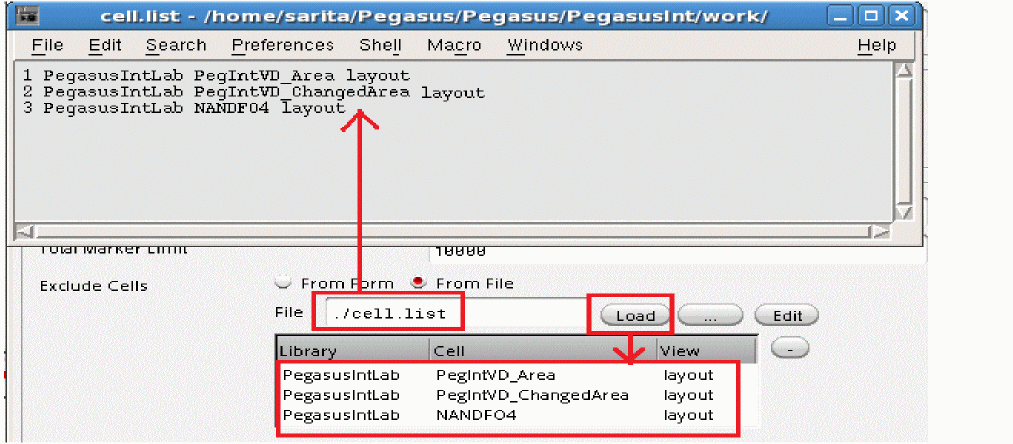 cell.list - /home/sarita/Pegasus/Pegasus/PegasusInt/work/
File Edit Search Preferences Shell Macro Windows Help
1 PegasusIntLab PegIntVD_Area layout
2 PegasusIntLab PegIntVD_ChangedArea layout
3 PegasusIntLab NANDFO4 layout
Total Marker Limit 10000
Exclude Cells From Form From File
File ./cell.list Load ... Edit
Library Cell View -
PegasusIntLab PegIntVD_Area layout
PegasusIntLab PegIntVD_ChangedArea layout
PegasusIntLab NANDFO4 layout